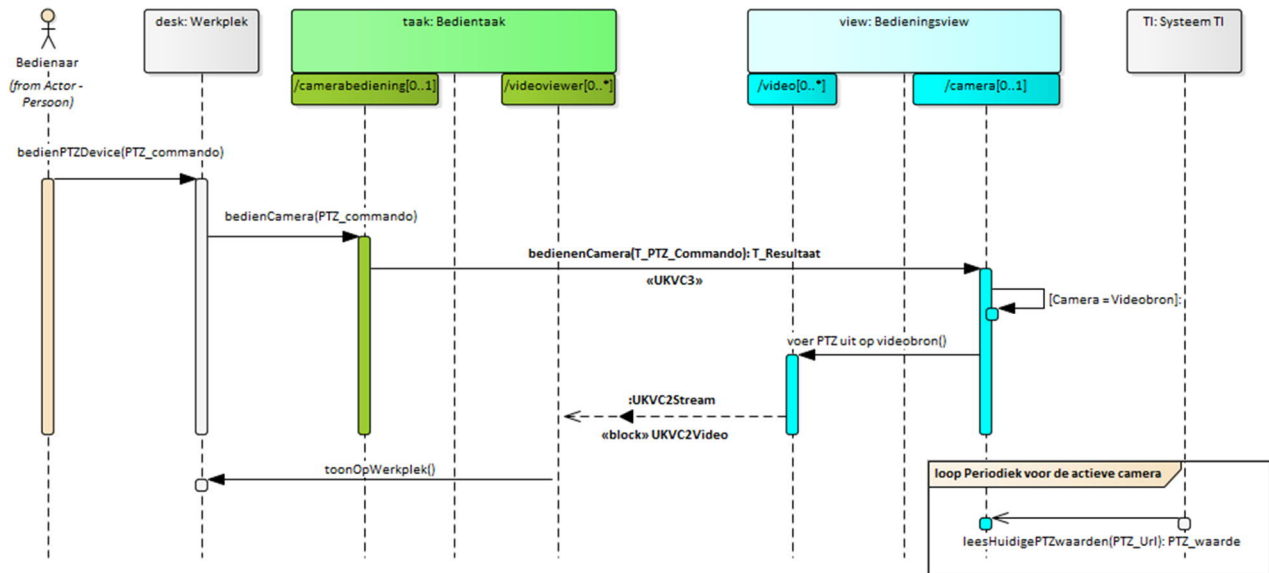 desk: Werkplek
taak: Bedientaak
view: Bedieningsview
TI: Systeem TI
Bedienaar
(from Actor -
Persoon)
/camerabediening[0..1]
/videoviewer[0..*]
/video[0..*]
/camera[0..1]
bedienPTZDevice(PTZ_commando)
bedienCamera(PTZ_commando)
bedienenCamera(T_PTZ_Commando): T_Resultaat
«UKVC3»
[Camera = Videobron]:
voer PTZ uit op videobron()
:UKVC2Stream
«block» UKVC2Video
toonOpWerkplek()
loop Periodiek voor de actieve camera
leesHuidigePTZwaarden(PTZ_Url): PTZ_waarde